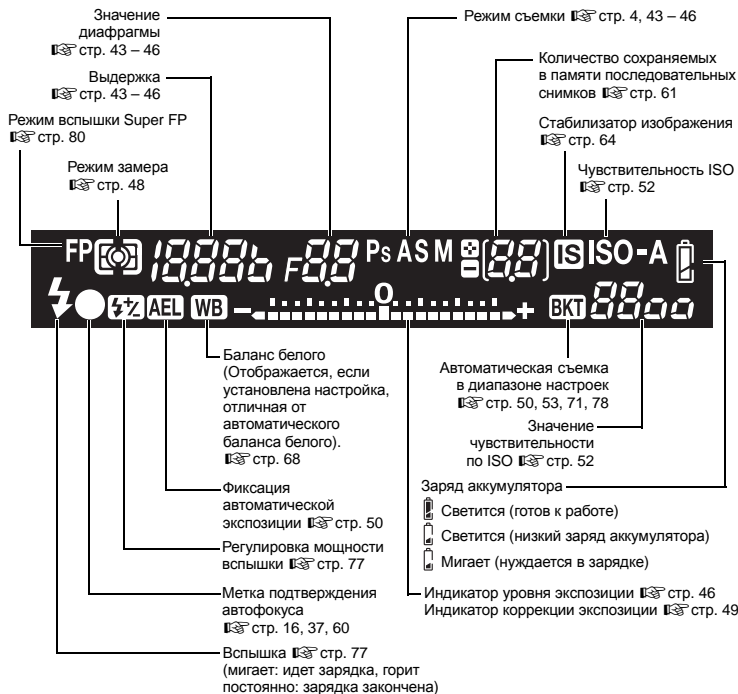 Значение
диафрагмы
стр. 43 – 46
Выдержка
стр. 43 – 46
Режим вспышки Super FP
стр. 80
Режим замера
стр. 48
Режим съемки стр. 4, 43 – 46
Количество сохраняемых
в памяти последовательных
снимков стр. 61
Стабилизатор изображения
стр. 64
Чувствительность ISO
стр. 52
FP 18.88b F8.8 Ps A S M [8.8] IS ISO-A
AEL WB – 0 + BKT 88oo
Баланс белого
(Отображается, если
установлена настройка,
отличная от
автоматического
баланса белого).
стр. 68
Фиксация
автоматической
экспозиции стр. 50
Регулировка мощности
вспышки стр. 77
Метка подтверждения
автофокуса
стр. 16, 37, 60
Вспышка стр. 77
(мигает: идет зарядка, горит
постоянно: зарядка закончена)
Автоматическая съемка
в диапазоне настроек
стр. 50, 53, 71, 78
Значение
чувствительности
по ISO стр. 52
Заряд аккумулятора
Светится (готов к работе)
Светится (низкий заряд аккумулятора)
Мигает (нуждается в зарядке)
Индикатор уровня экспозиции стр. 46
Индикатор коррекции экспозиции стр. 49